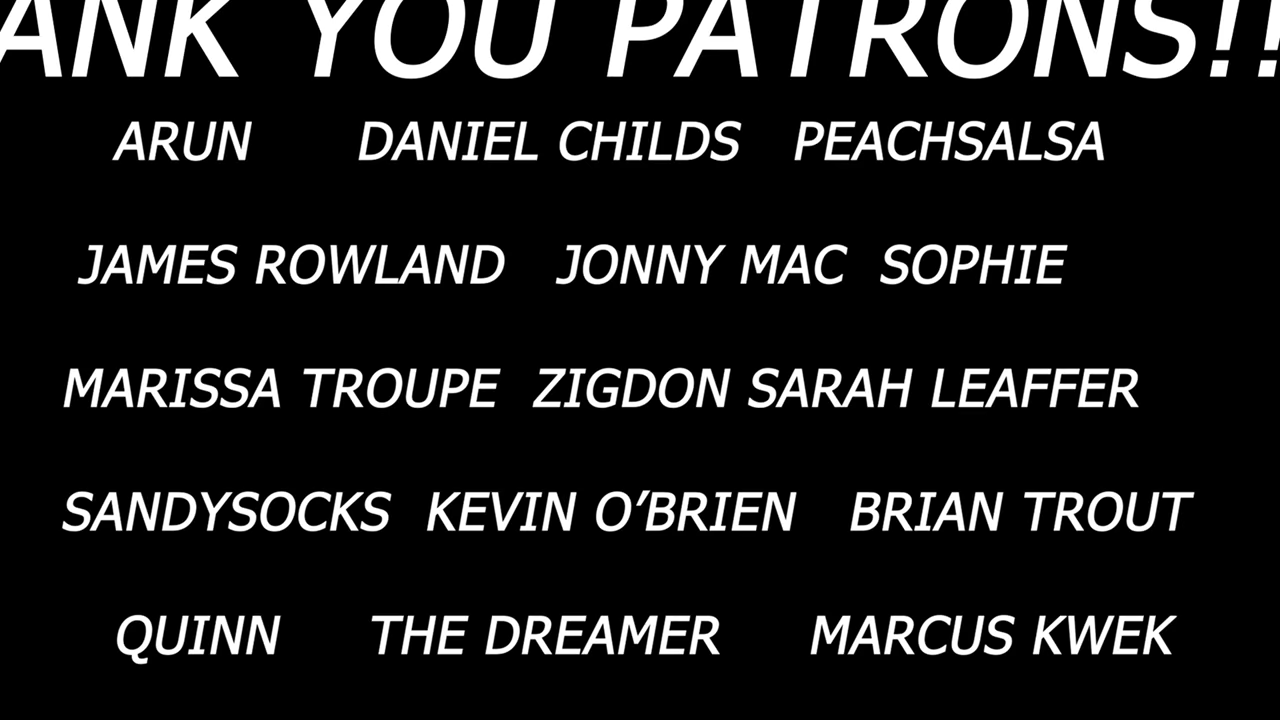 ANK YOU PATRONS!!
ARUN DANIEL CHILDS PEACHSALSA
JAMES ROWLAND JONNY MAC SOPHIE
MARISSA TROUPE ZIGDON SARAH LEAFFER
SANDYSOCKS KEVIN O’BRIEN BRIAN TROUT
QUINN THE DREAMER MARCUS KWEK